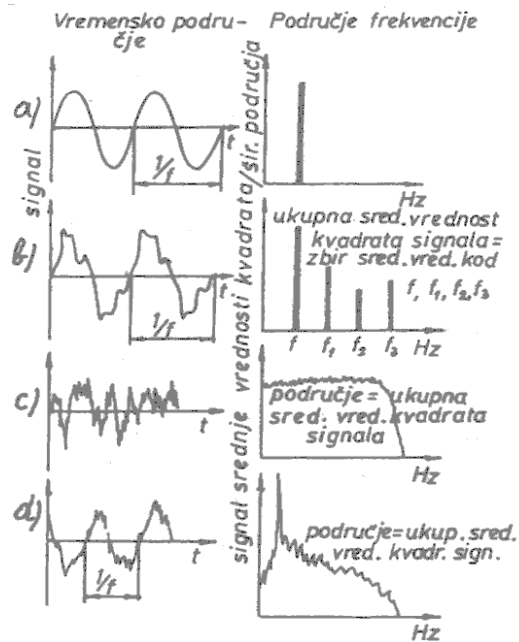 Vremensko podru-
čje
Područje frekvencije
signal
signal srednje vrednosti kvadrata/šir. područja
a)
t
1/f
Hz
b)
t
1/f
ukupna sred. vrednost
kvadrata signala =
zbir sred. vred. kod
f, f1, f2, f3
f f1 f2 f3 Hz
c)
t
područje = ukupna
sred. vred. kvadrata
signala
Hz
d)
t
1/f
područje = ukup. sred.
vred. kvadr. sign.
Hz